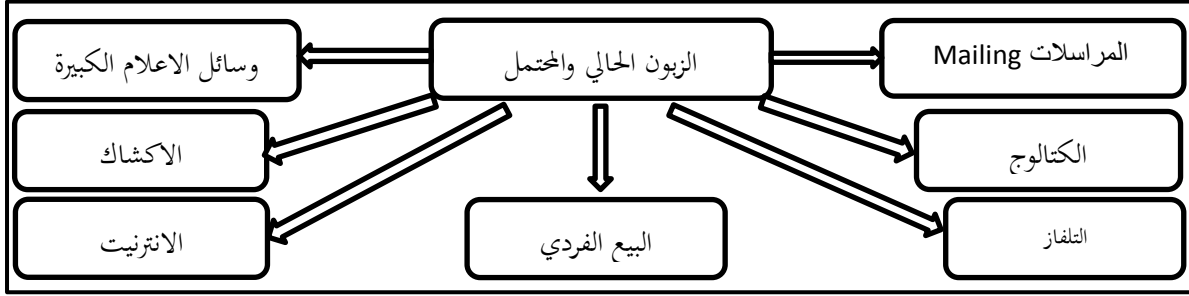 المراسلات Mailing
الزبون الحالي والمحتمل
وسائل الاعلام الكبيرة
الكتالوج
الاكشاك
التلفاز
البيع الفردي
الانترنيت